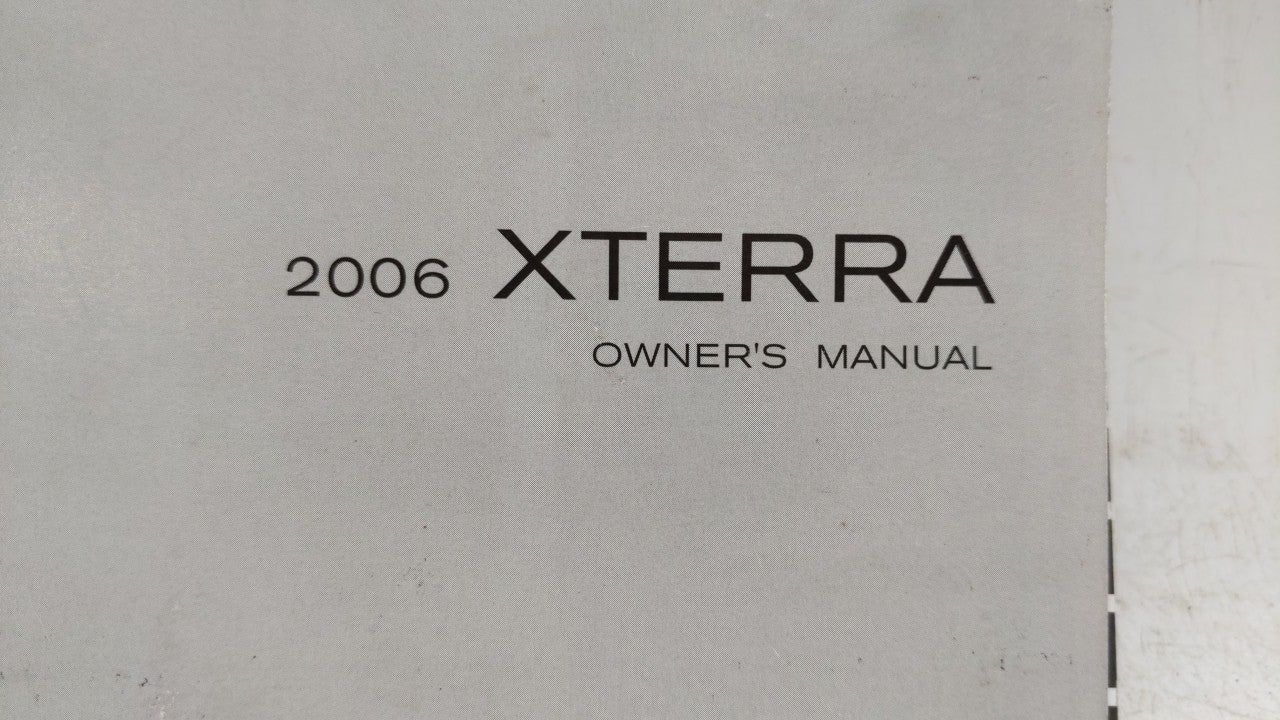 2006 XTERRA
OWNER'S MANUAL